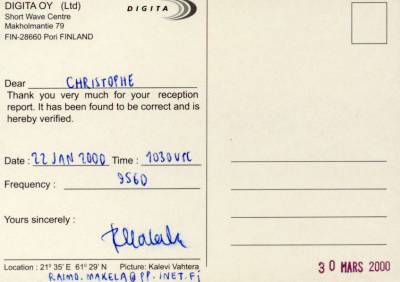 DIGITA OY (Ltd)
Short Wave Centre
Makholmantie 79
FIN-28660 Pori FINLAND
DIGITA
Dear CHRISTOPHE
Thank you very much for your reception
report. It has been found to be correct and is
hereby verified.
Date : 22 JAN 2000 Time : 1030 UTC
Frequency : 9560
Yours sincerely :
Location : 21° 35' E 61° 29' N Picture: Kalevi Vahtera
RAIMO.MAKELA@PP.INET.Fi
30 MARS 2000